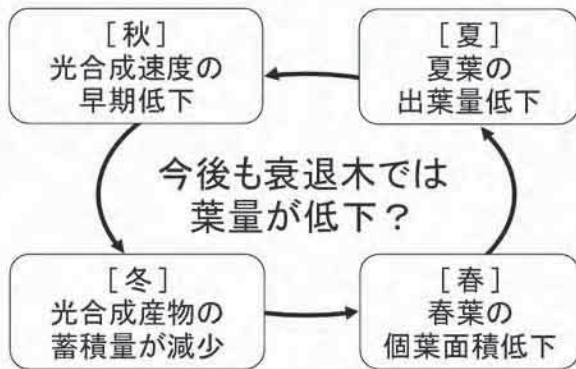 [秋]
光合成速度の
早期低下
[夏]
夏葉の
出葉量低下
今後も衰退木では
葉量が低下？
[冬]
光合成産物の
蓄積量が減少
[春]
春葉の
個葉面積低下